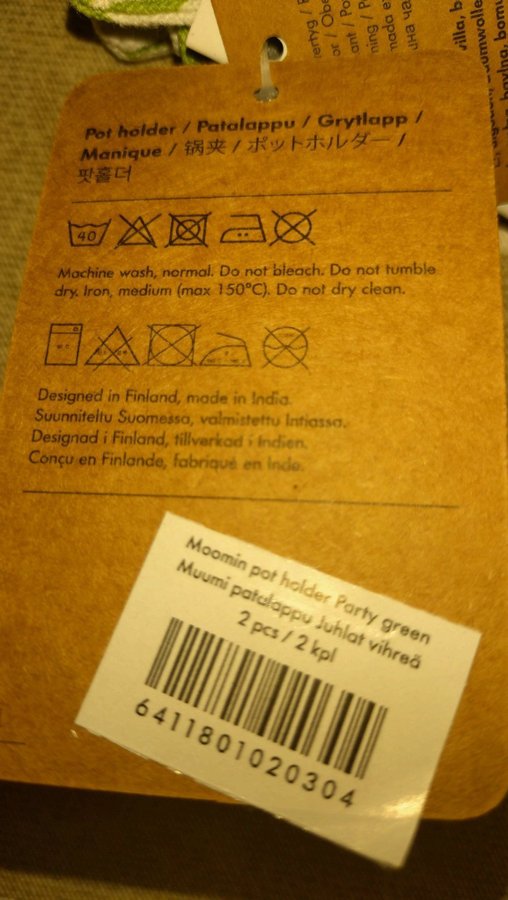 Pot holder / Patalappu / Grytlapp /
Manique / 锅夹 / ポットホルダー /
팟홀더
40
Machine wash, normal. Do not bleach. Do not tumble
dry. Iron, medium (max 150°C). Do not dry clean.
Designed in Finland, made in India.
Suunniteltu Suomessa, valmistettu Intiassa.
Designad i Finland, tillverkad i Indien.
Conçu en Finlande, fabriqué en Inde.
Moomin pot holder Party green
Muumi patalappu Juhlat vihreä
2 pcs / 2 kpl
6411801020304